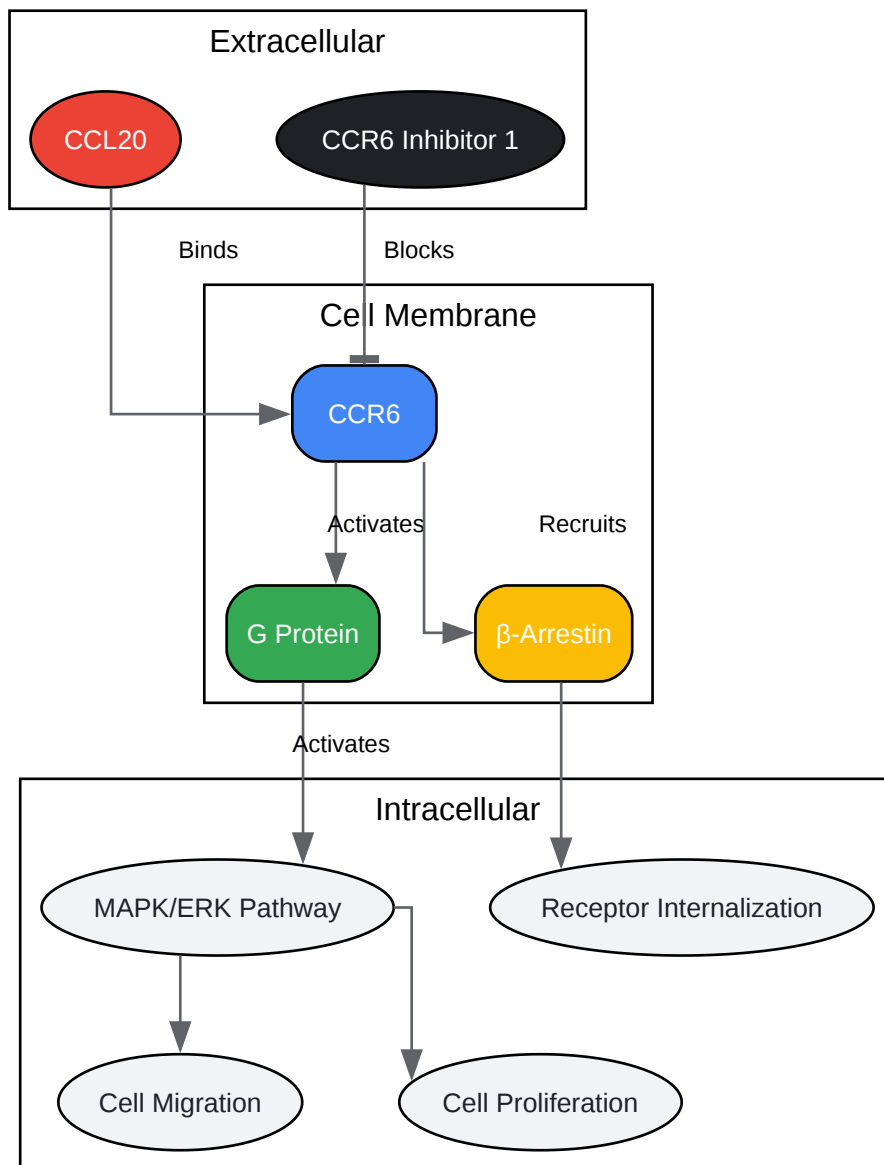 Extracellular
CCL20
CCR6 Inhibitor 1
Binds
Blocks
Cell Membrane
CCR6
Activates
Recruits
G Protein
β-Arrestin
Activates
Intracellular
MAPK/ERK Pathway
Receptor Internalization
Cell Migration
Cell Proliferation